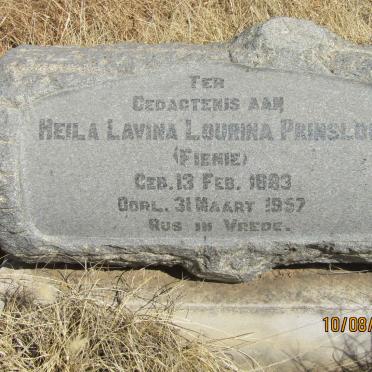 TER
GEDACTENIS AAN
HEILA LAVINA LOURINA PRINSLOO
(FIENIE)
GEB. 13 FEB. 1883
OORL. 31 MAART 1957
RUS IN VREDE.
10/08